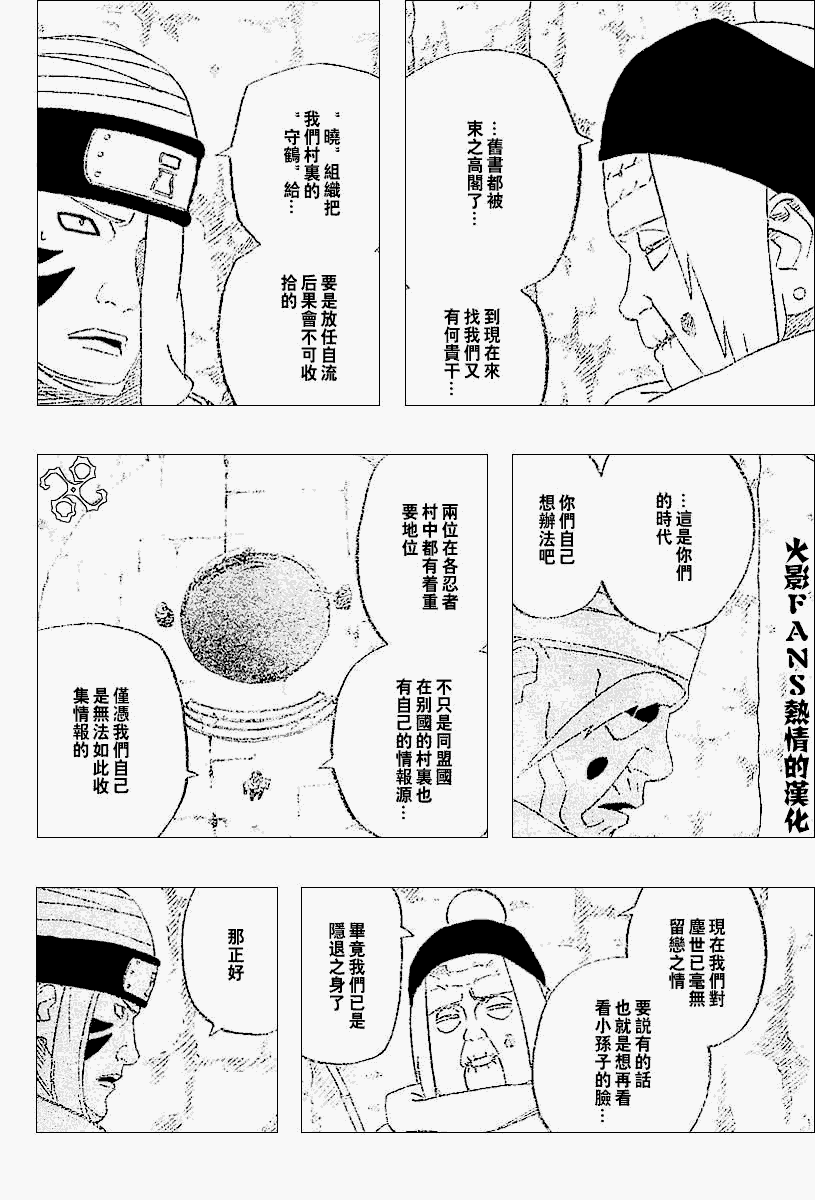 …舊書都被
束之高閣了…
到現在來
找我們又
有何貴干…
"曉"組織把
我們村裏的
"守鶴"給…
要是放任自流
后果會不可收
拾的
…這是你們
的時代
你們自己
想辦法吧
火影FANS熱情的漢化
兩位在各忍者
村中都有着重
要地位
不只是同盟國
在别國的村裏也
有自己的情報源…
僅憑我們自己
是無法如此收
集情報的
現在我們對
塵世已毫無
留戀之情
要説有的話
也就是想再看
看小孫子的臉…
畢竟我們已是
隱退之身了
那正好